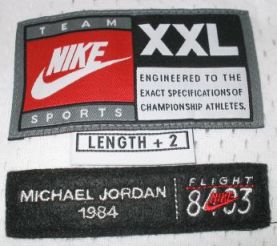 TEAM
NIKE
SPORTS
XXL
ENGINEERED TO THE
EXACT SPECIFICATIONS OF
CHAMPIONSHIP ATHLETES.
LENGTH + 2
MICHAEL JORDAN
1984
FLIGHT
8403
NIKE